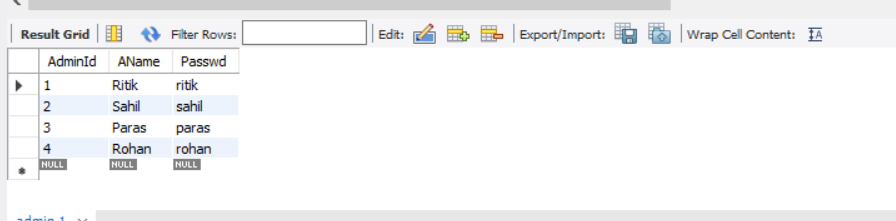 Result Grid Filter Rows: Edit: Export/Import: Wrap Cell Content: IA
AdminId AName Passwd
1 Ritik ritik
2 Sahil sahil
3 Paras paras
4 Rohan rohan
NULL NULL NULL
admin 1